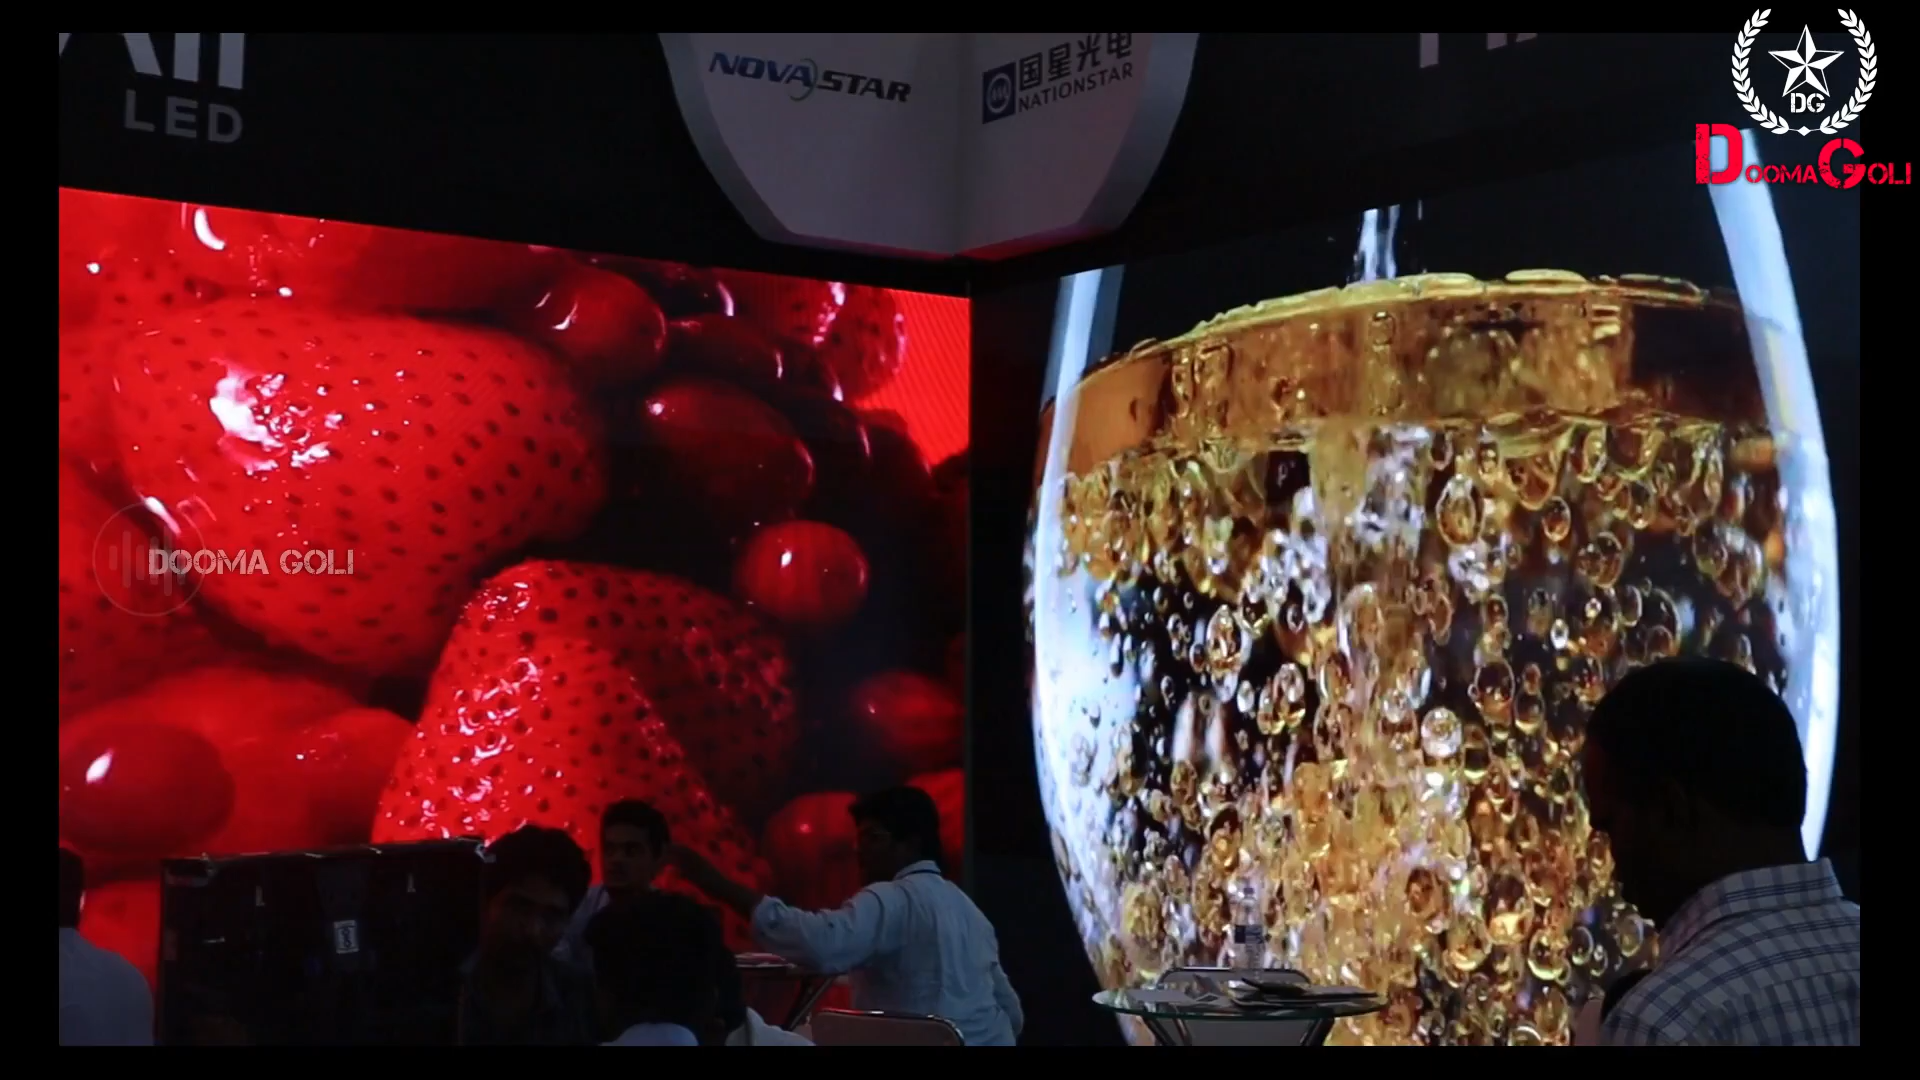 LED
NOVASTAR
国星光电
NATIONSTAR
DG
DOOMAGOLI
DOOMA GOLI